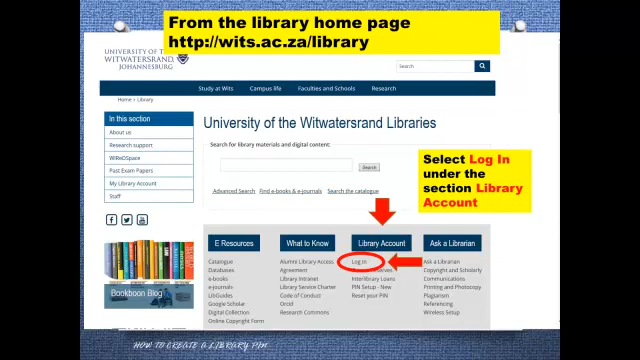 From the library home page
http://wits.ac.za/library
UNIVERSITY OF THE
WITWATERSRAND,
JOHANNESBURG
Search
Study at Wits Campus life Faculties and Schools Research
Home > Library
In this section
About us
Research support
WIReDSpace
Past Exam Papers
My Library Account
Staff
University of the Witwatersrand Libraries
Search for library materials and digital content:
Search
Advanced Search Find e-books & e-journals Search the catalogue
Select Log In
under the
section Library
Account
Bookboon Blog
E Resources
Catalogue
Databases
e-books
e-journals
LibGuides
Google Scholar
Digital Collection
Online Copyright Form
What to Know
Alumni Library Access
Agreement
Library Intranet
Library Service Charter
Code of Conduct
Orcid
Research Commons
Library Account
Log In
Interlibrary Loans
PIN Setup - New
Reset your PIN
Ask a Librarian
Ask a Librarian
Copyright and Scholarly
Communications
Printing and Photocopy
Plagiarism
Referencing
Wireless Setup
HOW TO CREATE A LIBRARY PIN